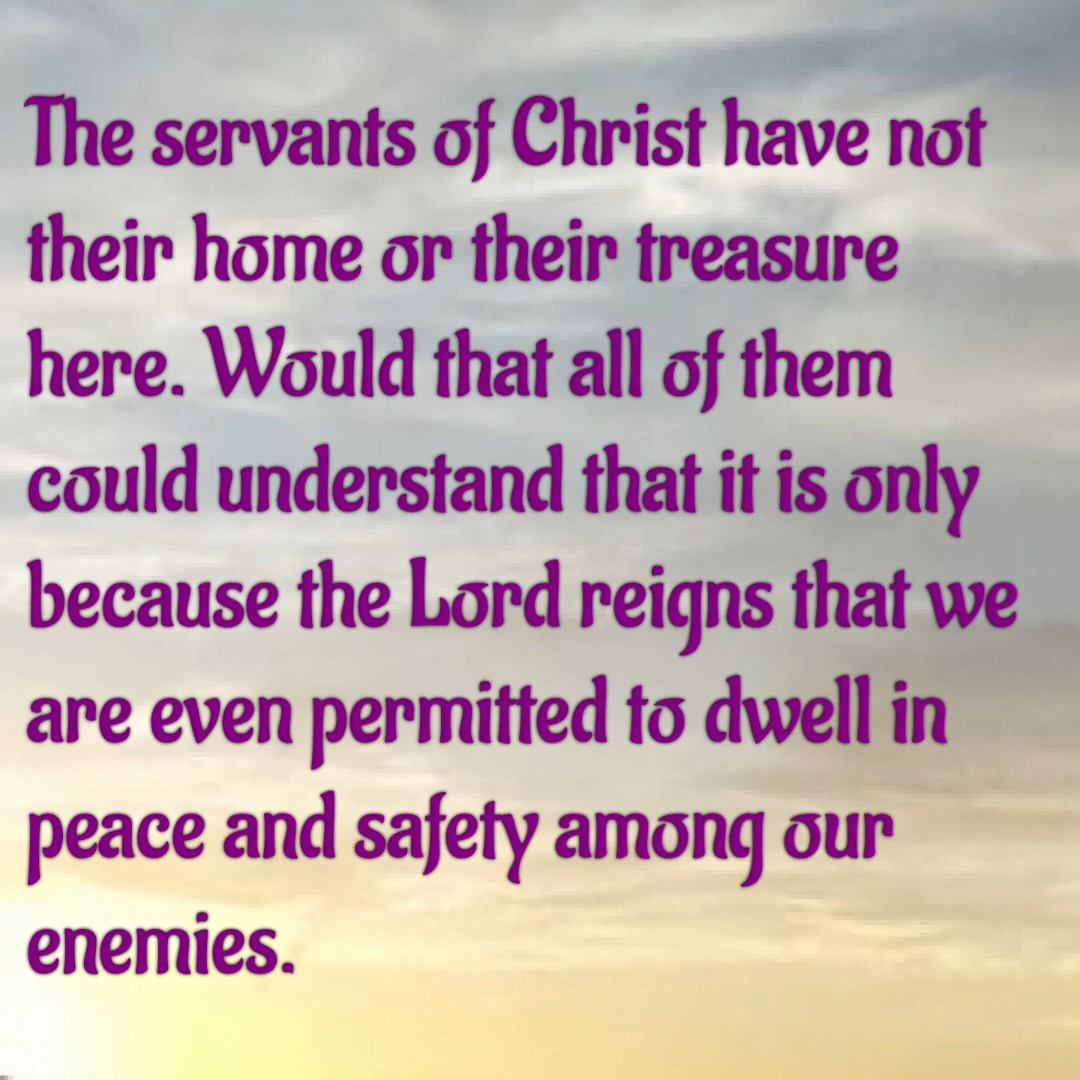 The servants of Christ have not
their home or their treasure
here. Would that all of them
could understand that it is only
because the Lord reigns that we
are even permitted to dwell in
peace and safety among our
enemies.